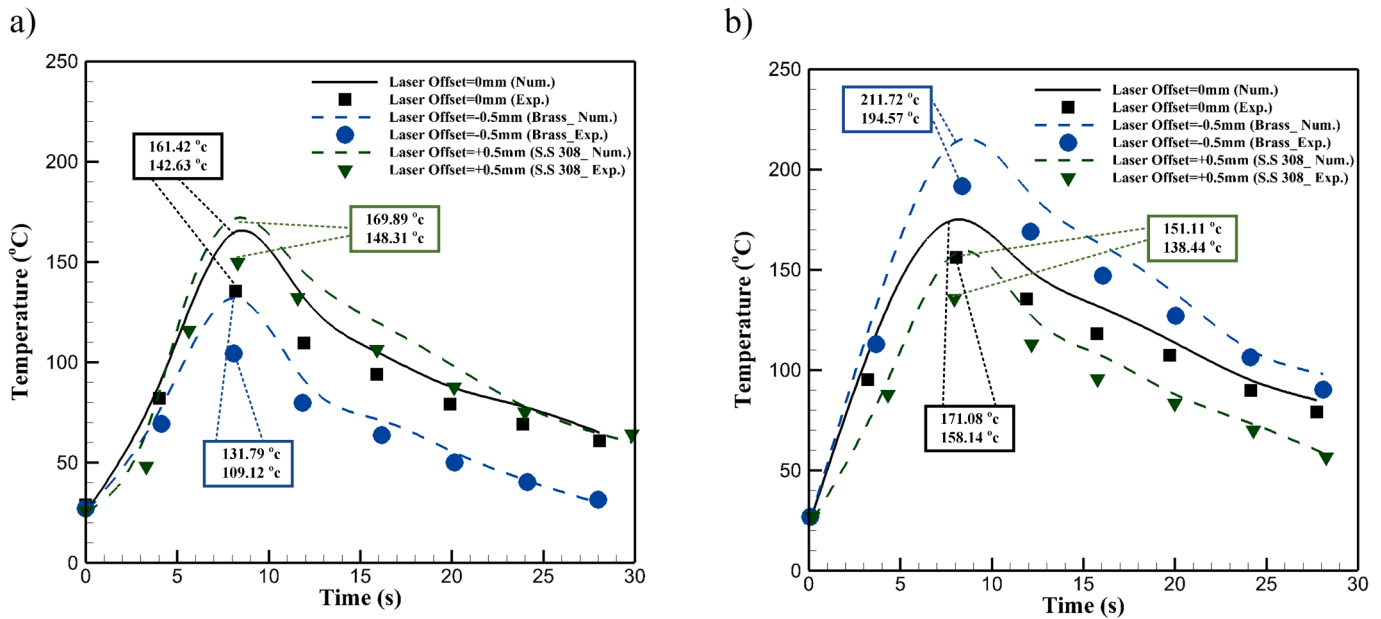 a)
250
200
150
100
50
0
Temperature (°C)
0 5 10 15 20 25 30
Time (s)
Laser Offset=0mm (Num.)
Laser Offset=0mm (Exp.)
Laser Offset=-0.5mm (Brass_ Num.)
Laser Offset=-0.5mm (Brass_Exp.)
Laser Offset=+0.5mm (S.S 308_ Num.)
Laser Offset=+0.5mm (S.S 308_ Exp.)
161.42 °c
142.63 °c
169.89 °c
148.31 °c
131.79 °c
109.12 °c
b)
250
200
150
100
50
0
Temperature (°C)
0 5 10 15 20 25 30
Time (s)
Laser Offset=0mm (Num.)
Laser Offset=0mm (Exp.)
Laser Offset=-0.5mm (Brass_ Num.)
Laser Offset=-0.5mm (Brass_Exp.)
Laser Offset=+0.5mm (S.S 308_ Num.)
Laser Offset=+0.5mm (S.S 308_ Exp.)
211.72 °c
194.57 °c
151.11 °c
138.44 °c
171.08 °c
158.14 °c